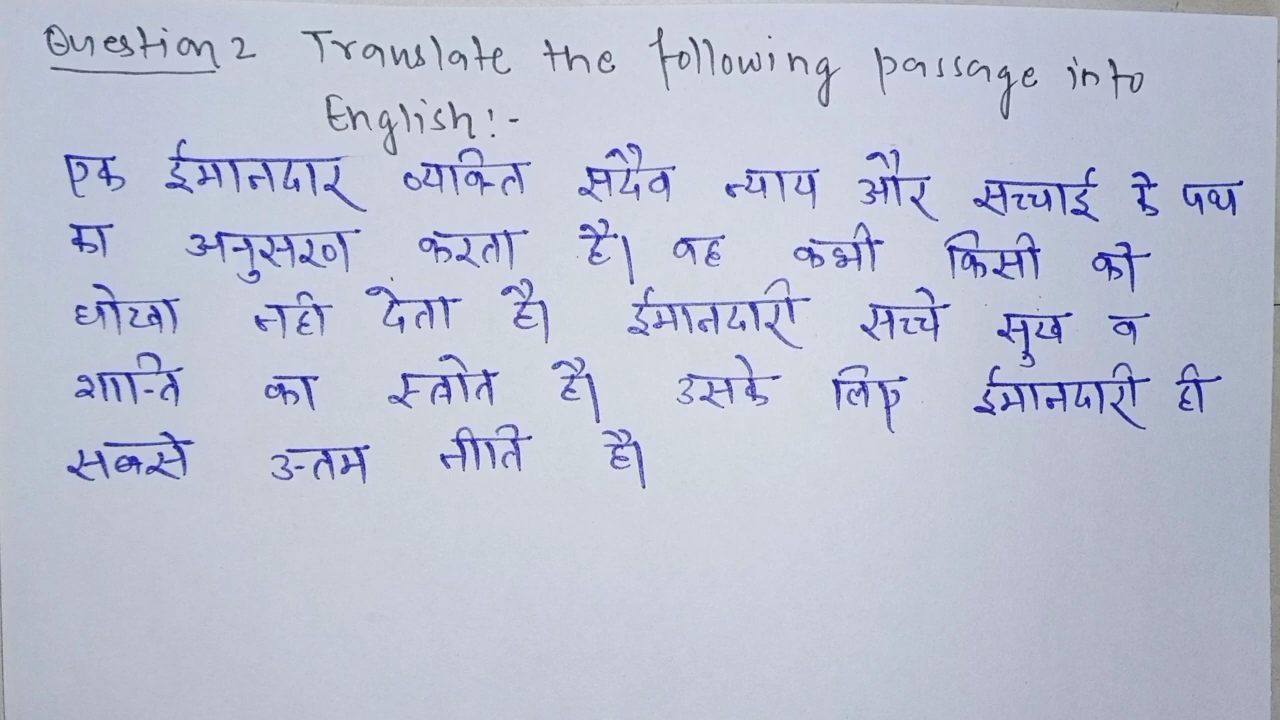 Question 2 Translate the following passage into
English:-
एक ईमानदार व्यक्ति सदैव न्याय और सच्चाई के पथ
का अनुसरण करता है। वह कभी किसी को
धोखा नही देता है। ईमानदारी सच्चे सुख व
शान्ति का स्त्रोत है। उसके लिए ईमानदारी ही
सबसे उत्तम नीति है।